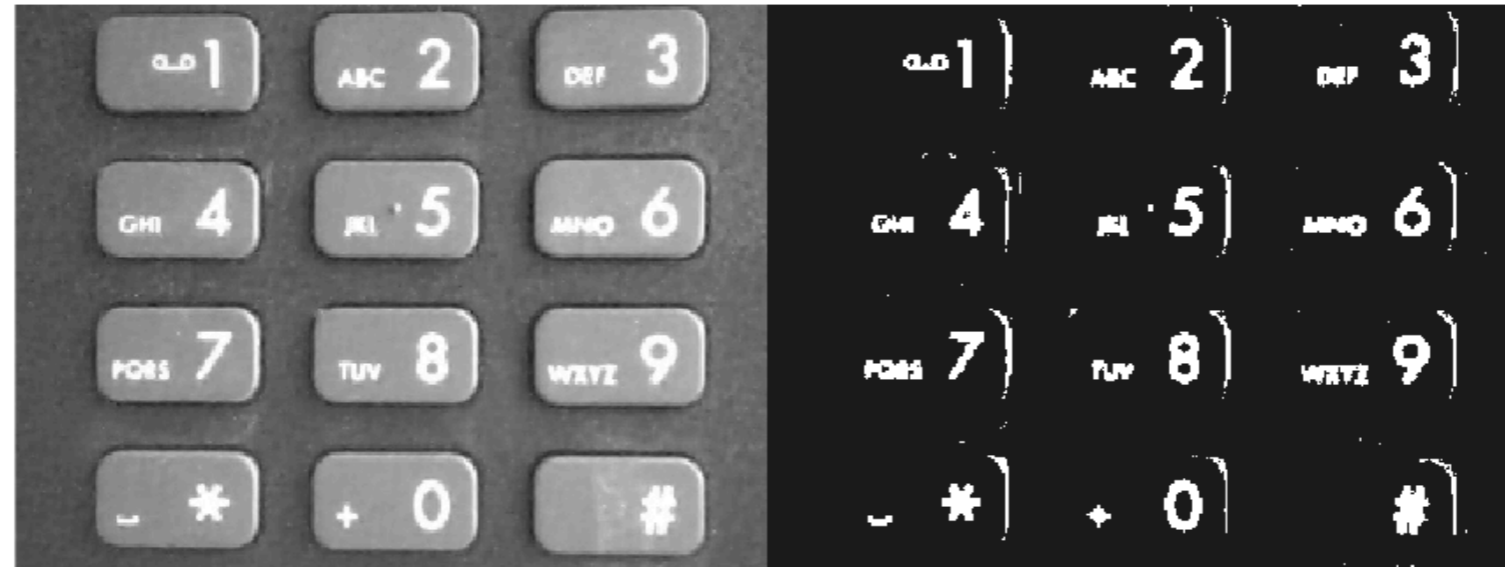 1 ABC 2 DEF 3
GHI 4 JKL 5 MNO 6
PQRS 7 TUV 8 WXYZ 9
* + 0 #
1 ABC 2 DEF 3
GHI 4 JKL 5 MNO 6
PQRS 7 TUV 8 WXYZ 9
* + 0 #